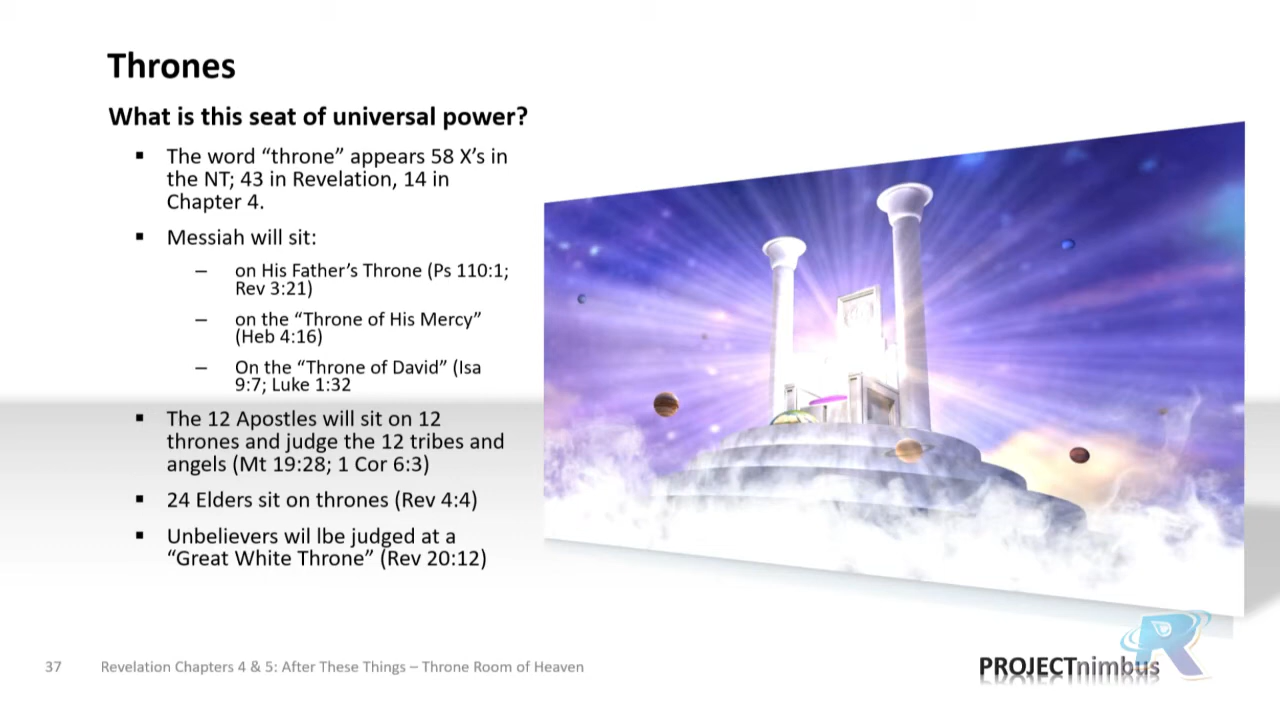 Thrones
What is this seat of universal power?
▪ The word “throne” appears 58 X’s in
the NT; 43 in Revelation, 14 in
Chapter 4.
▪ Messiah will sit:
– on His Father’s Throne (Ps 110:1;
Rev 3:21)
– on the “Throne of His Mercy”
(Heb 4:16)
– On the “Throne of David” (Isa
9:7; Luke 1:32
▪ The 12 Apostles will sit on 12
thrones and judge the 12 tribes and
angels (Mt 19:28; 1 Cor 6:3)
▪ 24 Elders sit on thrones (Rev 4:4)
▪ Unbelievers wil lbe judged at a
“Great White Throne” (Rev 20:12)
37 Revelation Chapters 4 & 5: After These Things – Throne Room of Heaven
PROJECTnimbus
R